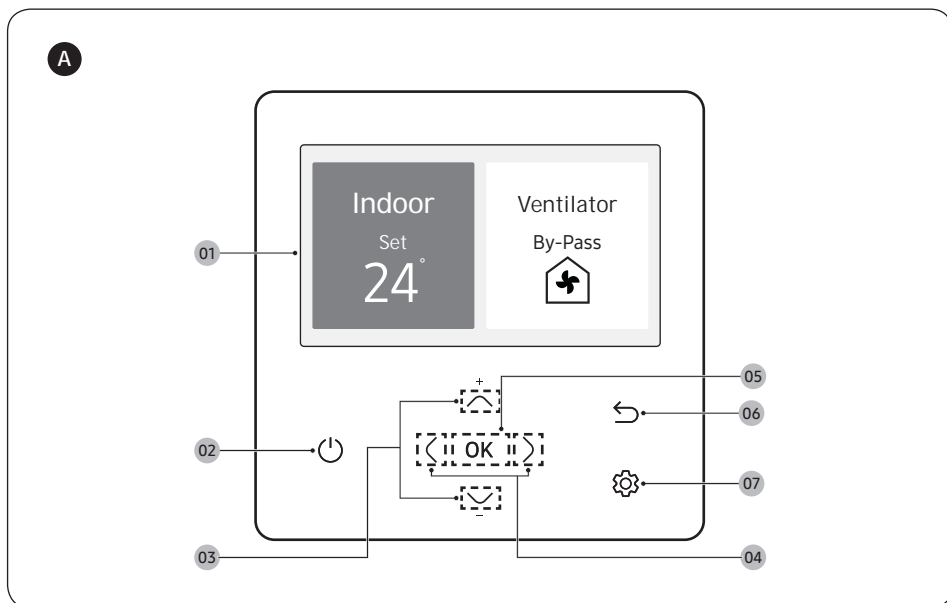 A
Indoor
Set
24°
Ventilator
By-Pass
01
+
05
06
02
OK
07
−
03
04